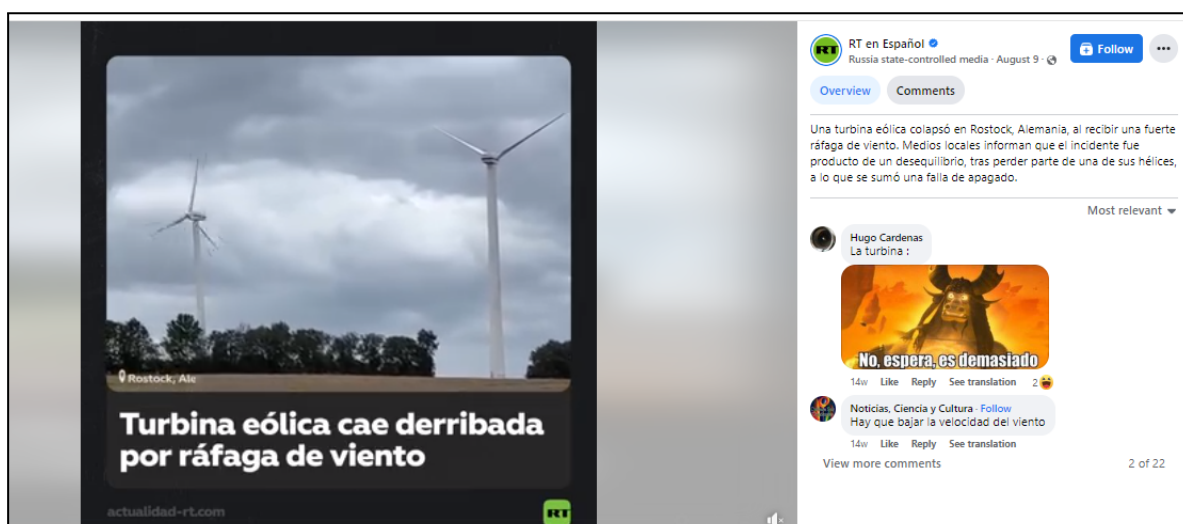 Rostock, Ale
Turbina eólica cae derribada
por ráfaga de viento
actualidad-rt.com
RT
RT
RT en Español
Russia state-controlled media · August 9 ·
Follow
Overview
Comments
Una turbina eólica colapsó en Rostock, Alemania, al recibir una fuerte
ráfaga de viento. Medios locales informan que el incidente fue
producto de un desequilibrio, tras perder parte de una de sus hélices,
a lo que se sumó una falla de apagado.
Most relevant
Hugo Cardenas
La turbina :
No, espera, es demasiado
14w Like Reply See translation 2
Noticias, Ciencia y Cultura · Follow
Hay que bajar la velocidad del viento
14w Like Reply See translation
View more comments
2 of 22